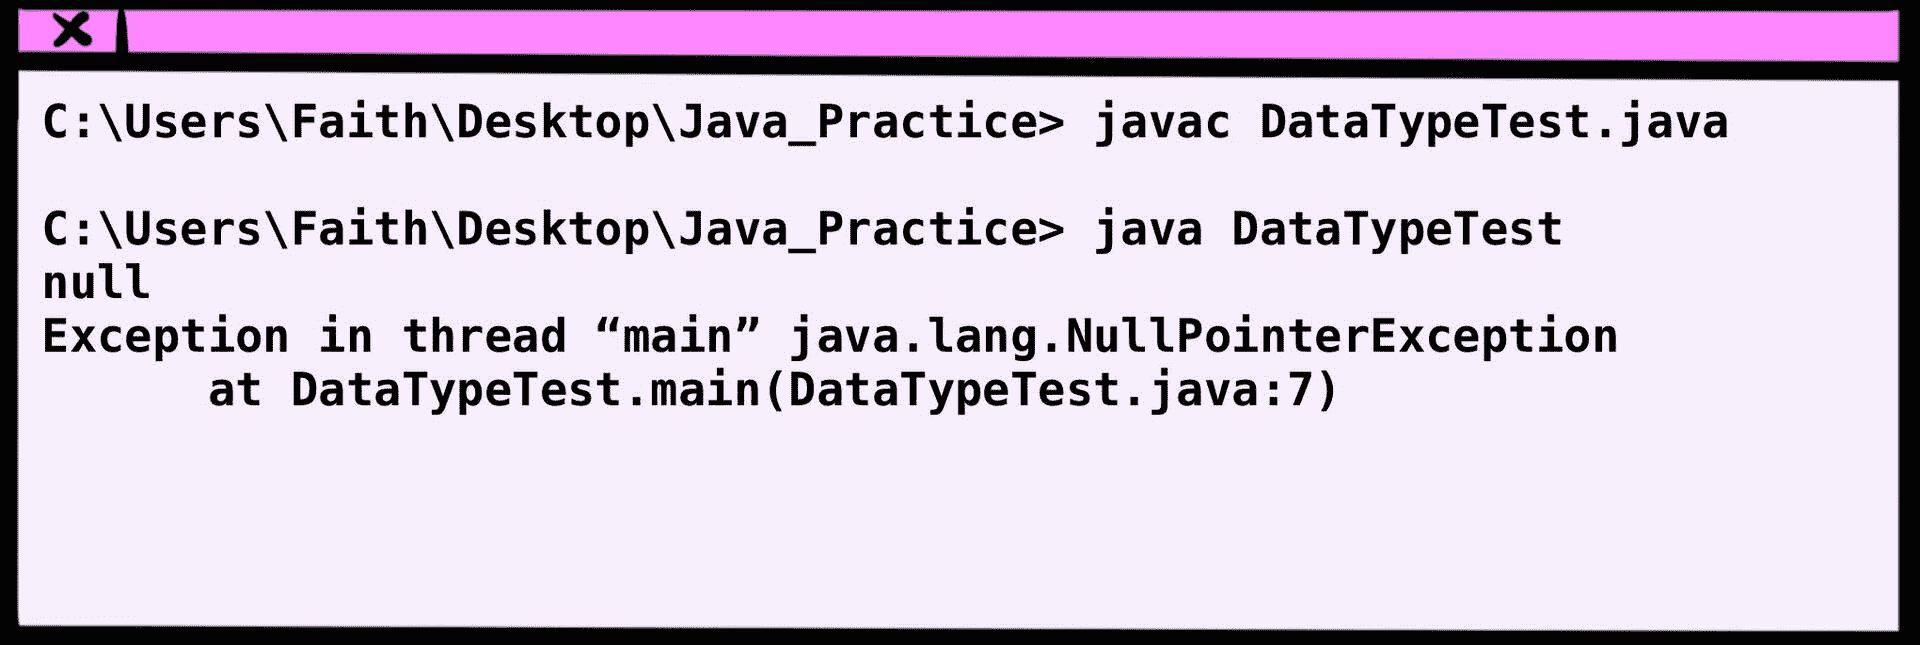 C:\Users\Faith\Desktop\Java_Practice> javac DataTypeTest.java
C:\Users\Faith\Desktop\Java_Practice> java DataTypeTest
null
Exception in thread “main” java.lang.NullPointerException
at DataTypeTest.main(DataTypeTest.java:7)